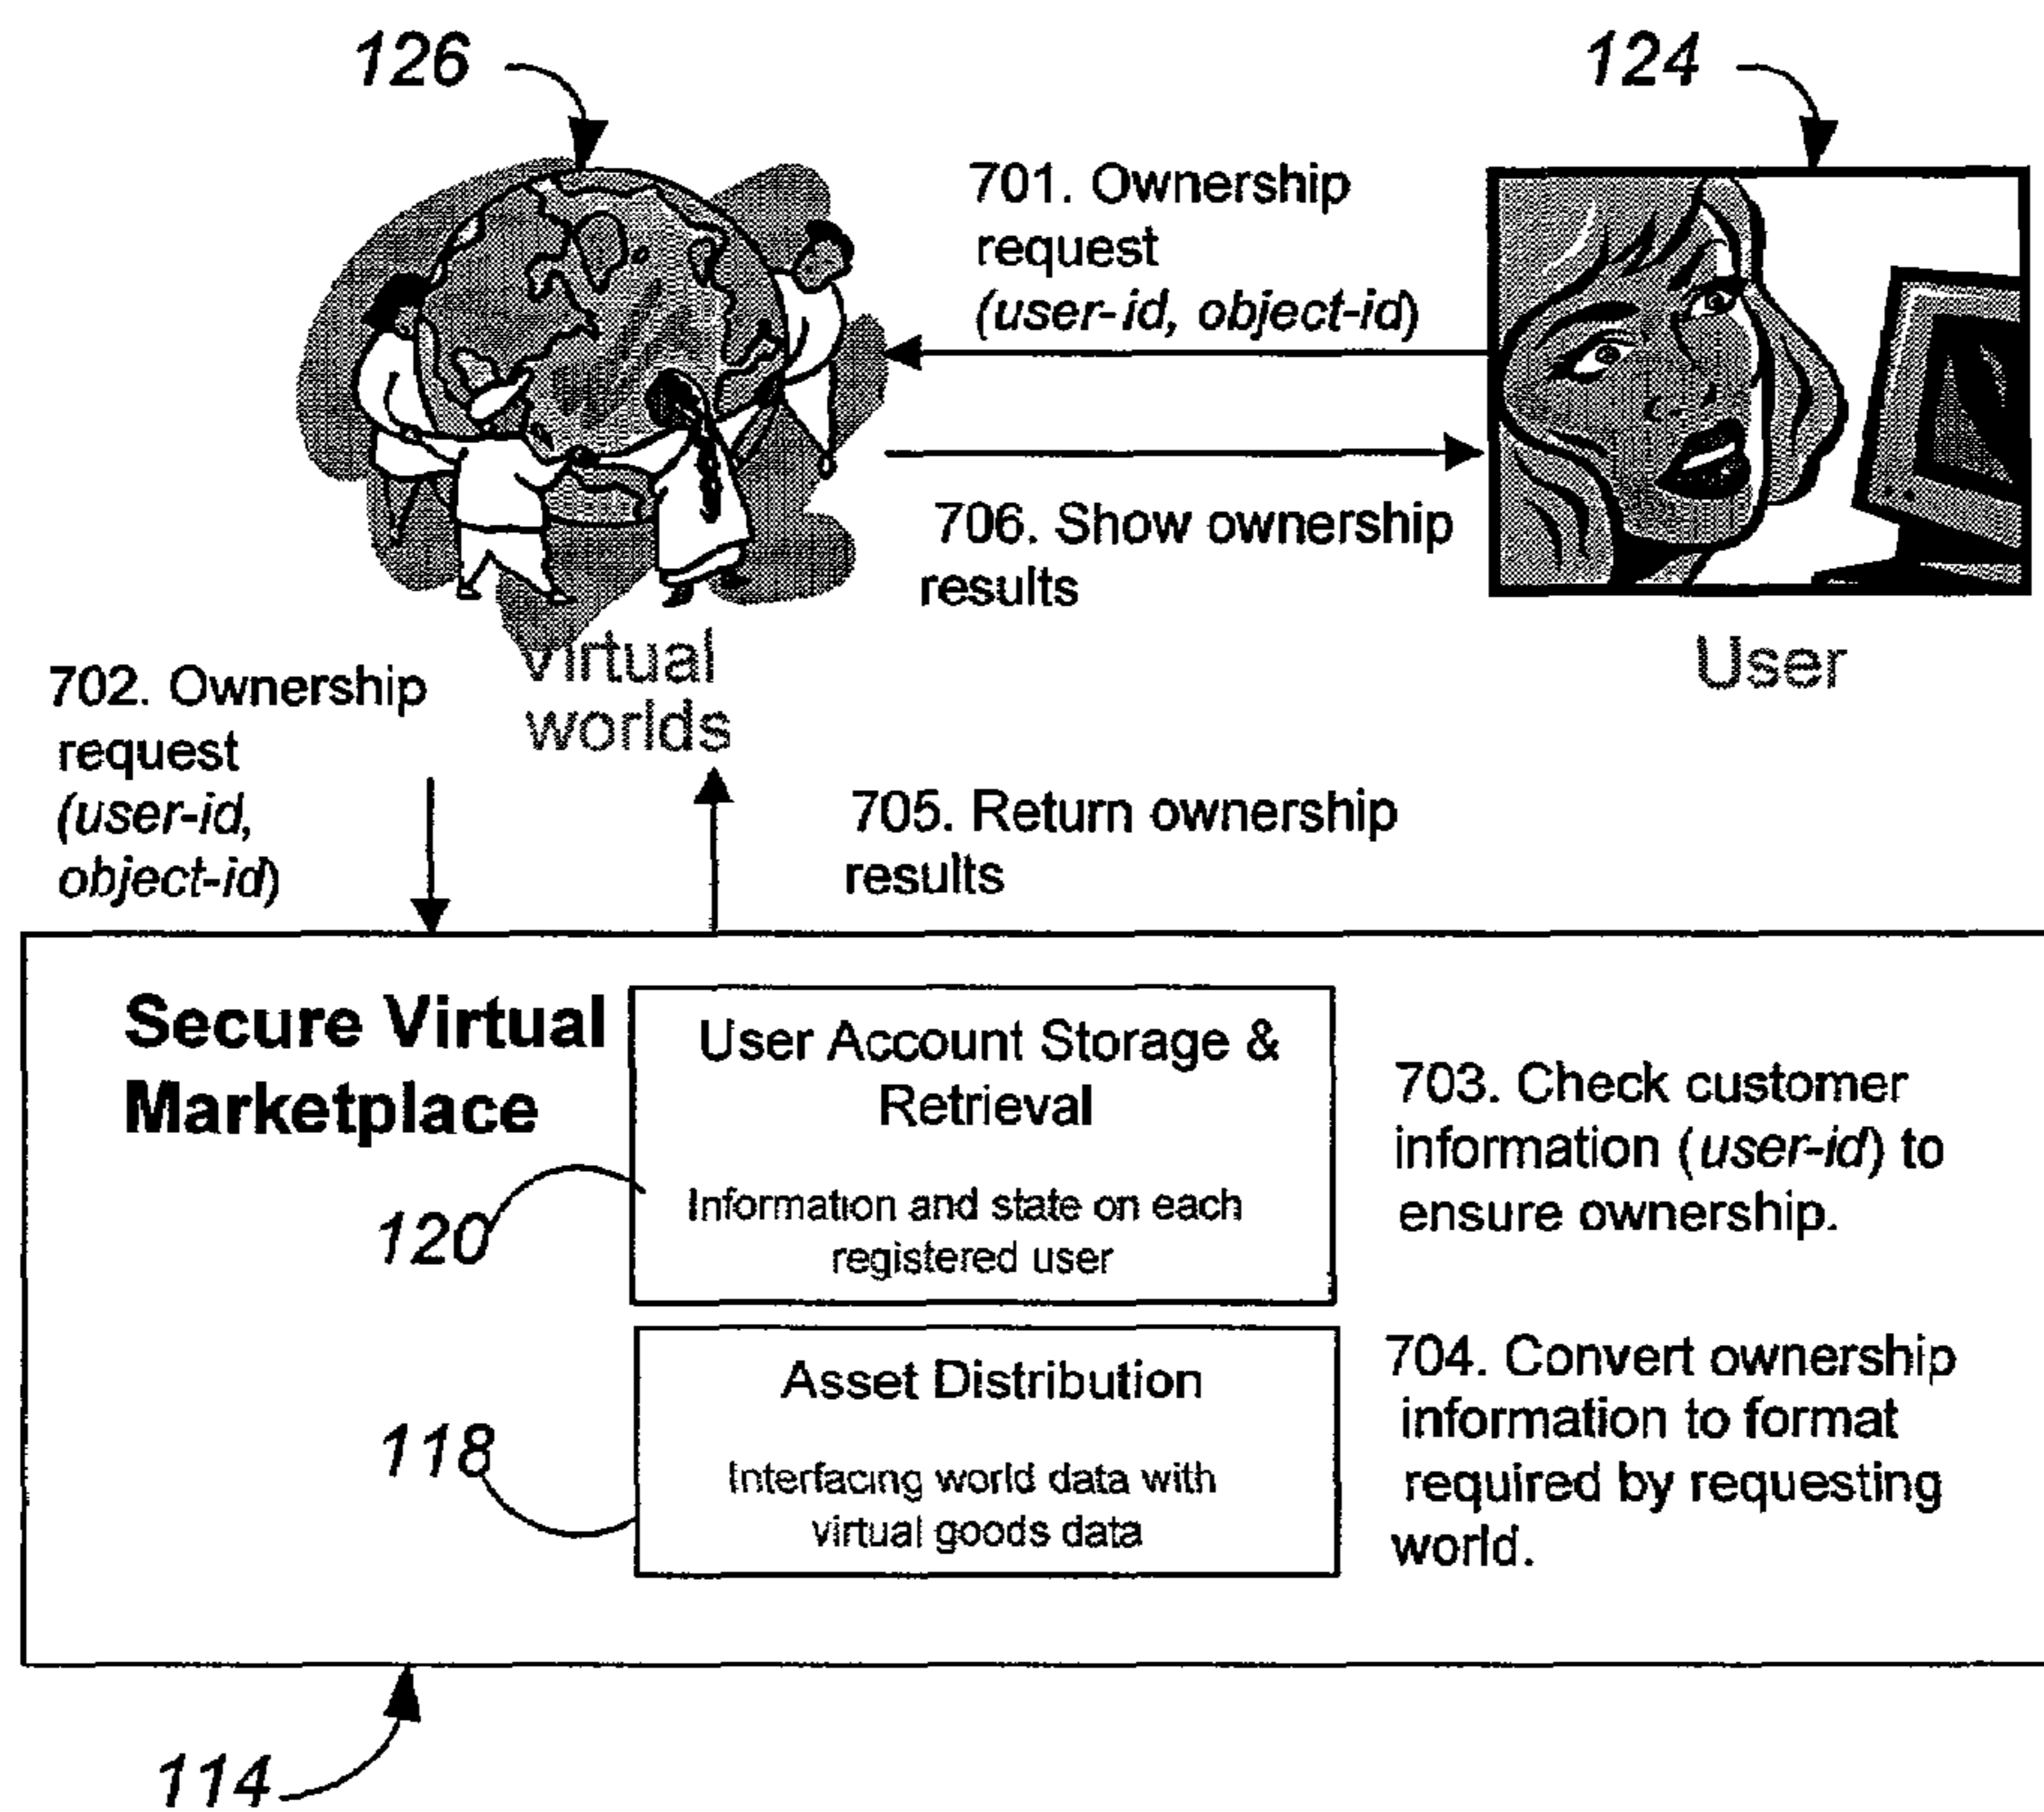 126
124
701. Ownership
request
(user-id, object-id)
706. Show ownership
results
User
Virtual
worlds
702. Ownership
request
(user-id,
object-id)
705. Return ownership
results
Secure Virtual
Marketplace
User Account Storage &
Retrieval
Information and state on each
registered user
120
703. Check customer
information (user-id) to
ensure ownership.
Asset Distribution
Interfacing world data with
virtual goods data
118
704. Convert ownership
information to format
required by requesting
world.
114